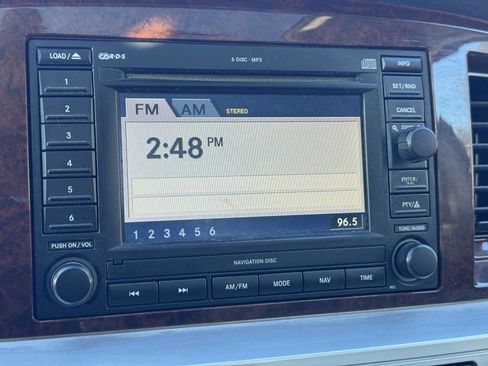 LOAD/⏏ R·D·S 6 DISC · MP3 INFO
1 SET/RND
FM AM STEREO
2 CANCEL
ZOOM
3
2:48 PM
4
5 ENTER/
6 PTY/
96.5
1 2 3 4 5 6
PUSH ON/VOL TUNE/AUDIO
NAVIGATION DISC
AM/FM MODE NAV TIME